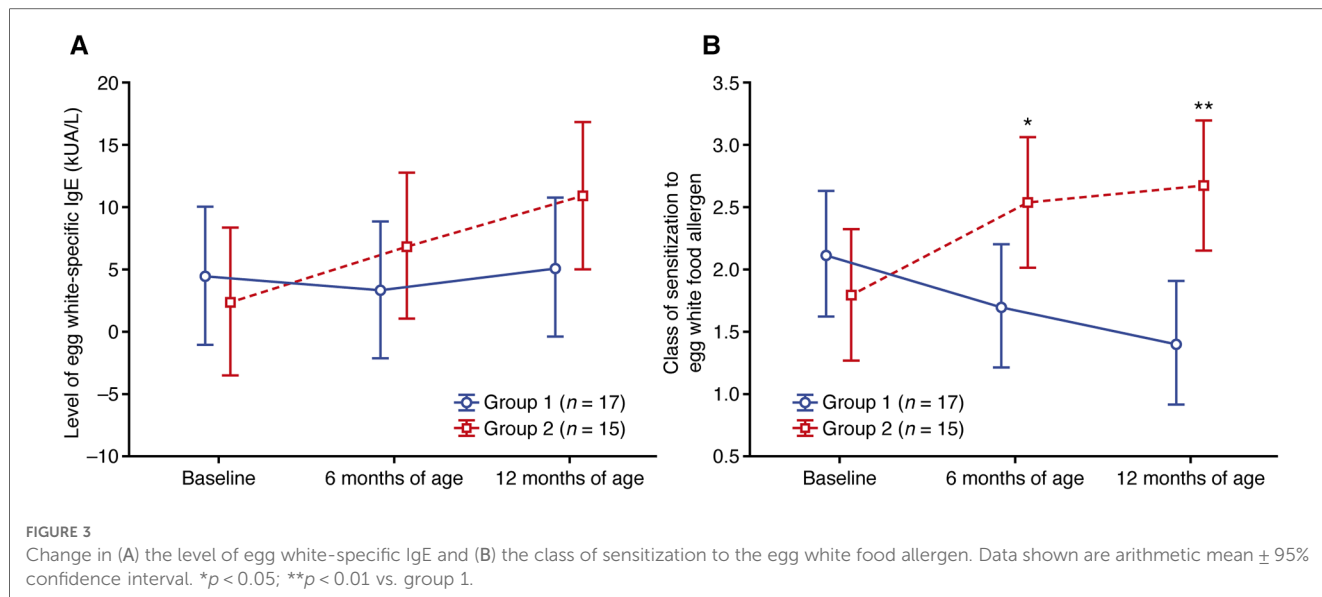 A
Level of egg white-specific IgE (kUA/L)
20
15
10
5
0
−5
−10
Baseline
6 months of age
12 months of age
Group 1 (n = 17)
Group 2 (n = 15)
B
Class of sensitization to
egg white food allergen
3.5
3.0
2.5
2.0
1.5
1.0
0.5
*
**
Baseline
6 months of age
12 months of age
Group 1 (n = 17)
Group 2 (n = 15)
FIGURE 3
Change in (A) the level of egg white-specific IgE and (B) the class of sensitization to the egg white food allergen. Data shown are arithmetic mean ± 95%
confidence interval. *p < 0.05; **p < 0.01 vs. group 1.